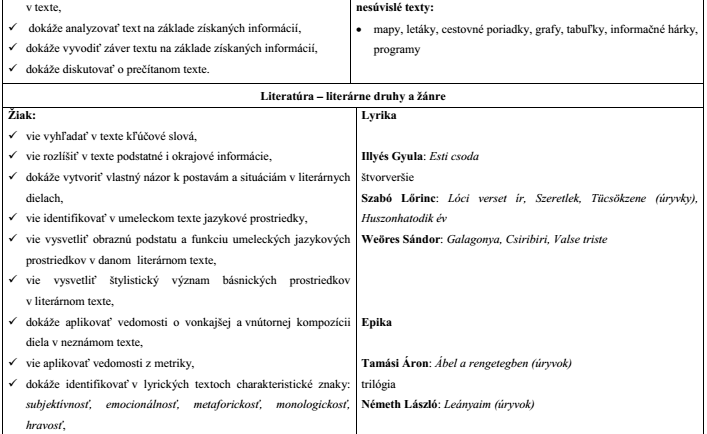 v texte,
✓ dokáže analyzovať text na základe získaných informácií,
✓ dokáže vyvodiť záver textu na základe získaných informácií,
✓ dokáže diskutovať o prečítanom texte.
nesúvislé texty:
• mapy, letáky, cestovné poriadky, grafy, tabuľky, informačné hárky,
programy
Literatúra – literárne druhy a žánre
Žiak:
✓ vie vyhľadať v texte kľúčové slová,
✓ vie rozlíšiť v texte podstatné i okrajové informácie,
✓ dokáže vytvoriť vlastný názor k postavám a situáciám v literárnych
dielach,
✓ vie identifikovať v umeleckom texte jazykové prostriedky,
✓ vie vysvetliť obraznú podstatu a funkciu umeleckých jazykových
prostriedkov v danom literárnom texte,
✓ vie vysvetliť štylistický význam básnických prostriedkov
v literárnom texte,
✓ dokáže aplikovať vedomosti o vonkajšej a vnútornej kompozícii
diela v neznámom texte,
✓ vie aplikovať vedomosti z metriky,
✓ dokáže identifikovať v lyrických textoch charakteristické znaky:
subjektívnosť, emocionálnosť, metaforickosť, monologickosť,
hravosť,
Lyrika
Illyés Gyula: Esti csoda
štvorveršie
Szabó Lőrinc: Lóci verset ír, Szeretlek, Tücsökzene (úryvky),
Huszonhatodik év
Weöres Sándor: Galagonya, Csiribiri, Valse triste
Epika
Tamási Áron: Ábel a rengetegben (úryvok)
trilógia
Németh László: Leányaim (úryvok)